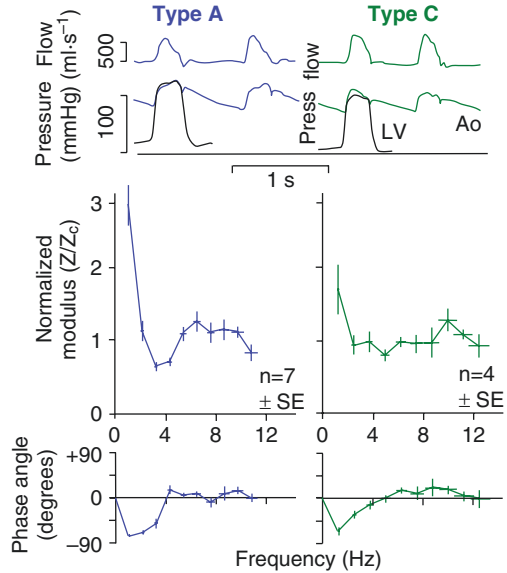 Type A
Type C
Flow
(ml·s⁻¹)
500
Pressure
(mmHg)
100
flow
Press
LV
Ao
1 s
Normalized
modulus (Z/Zc)
3
2
1
0
n=7
± SE
n=4
± SE
0 4 8 12
0 4 8 12
Phase angle
(degrees)
+90
0
−90
Frequency (Hz)